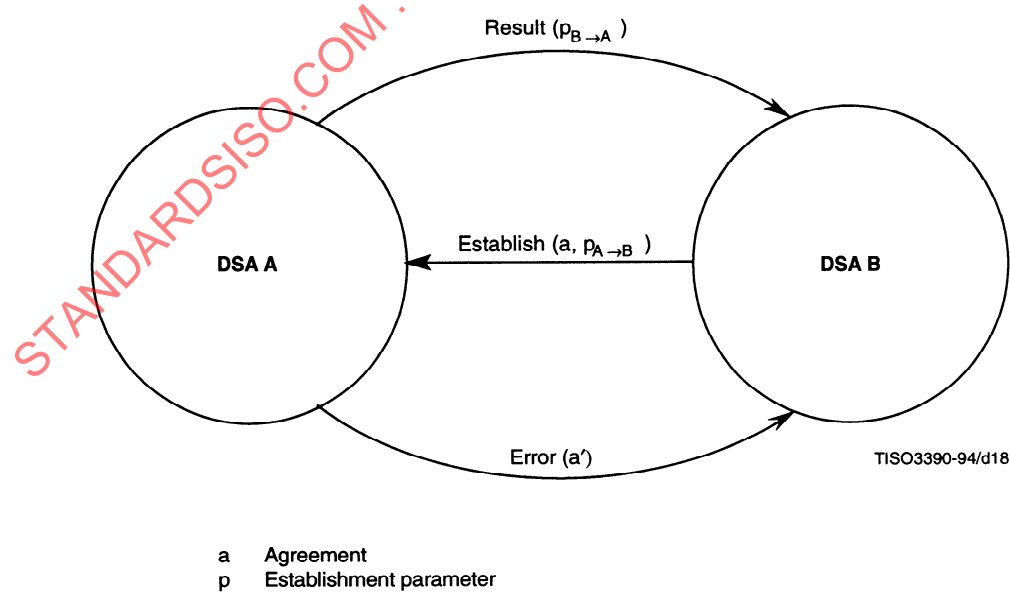 Result (pB→A )
STANDARDSISO.COM .
Establish (a, pA→B )
DSA A
DSA B
Error (a′)
TISO3390-94/d18
a Agreement
p Establishment parameter